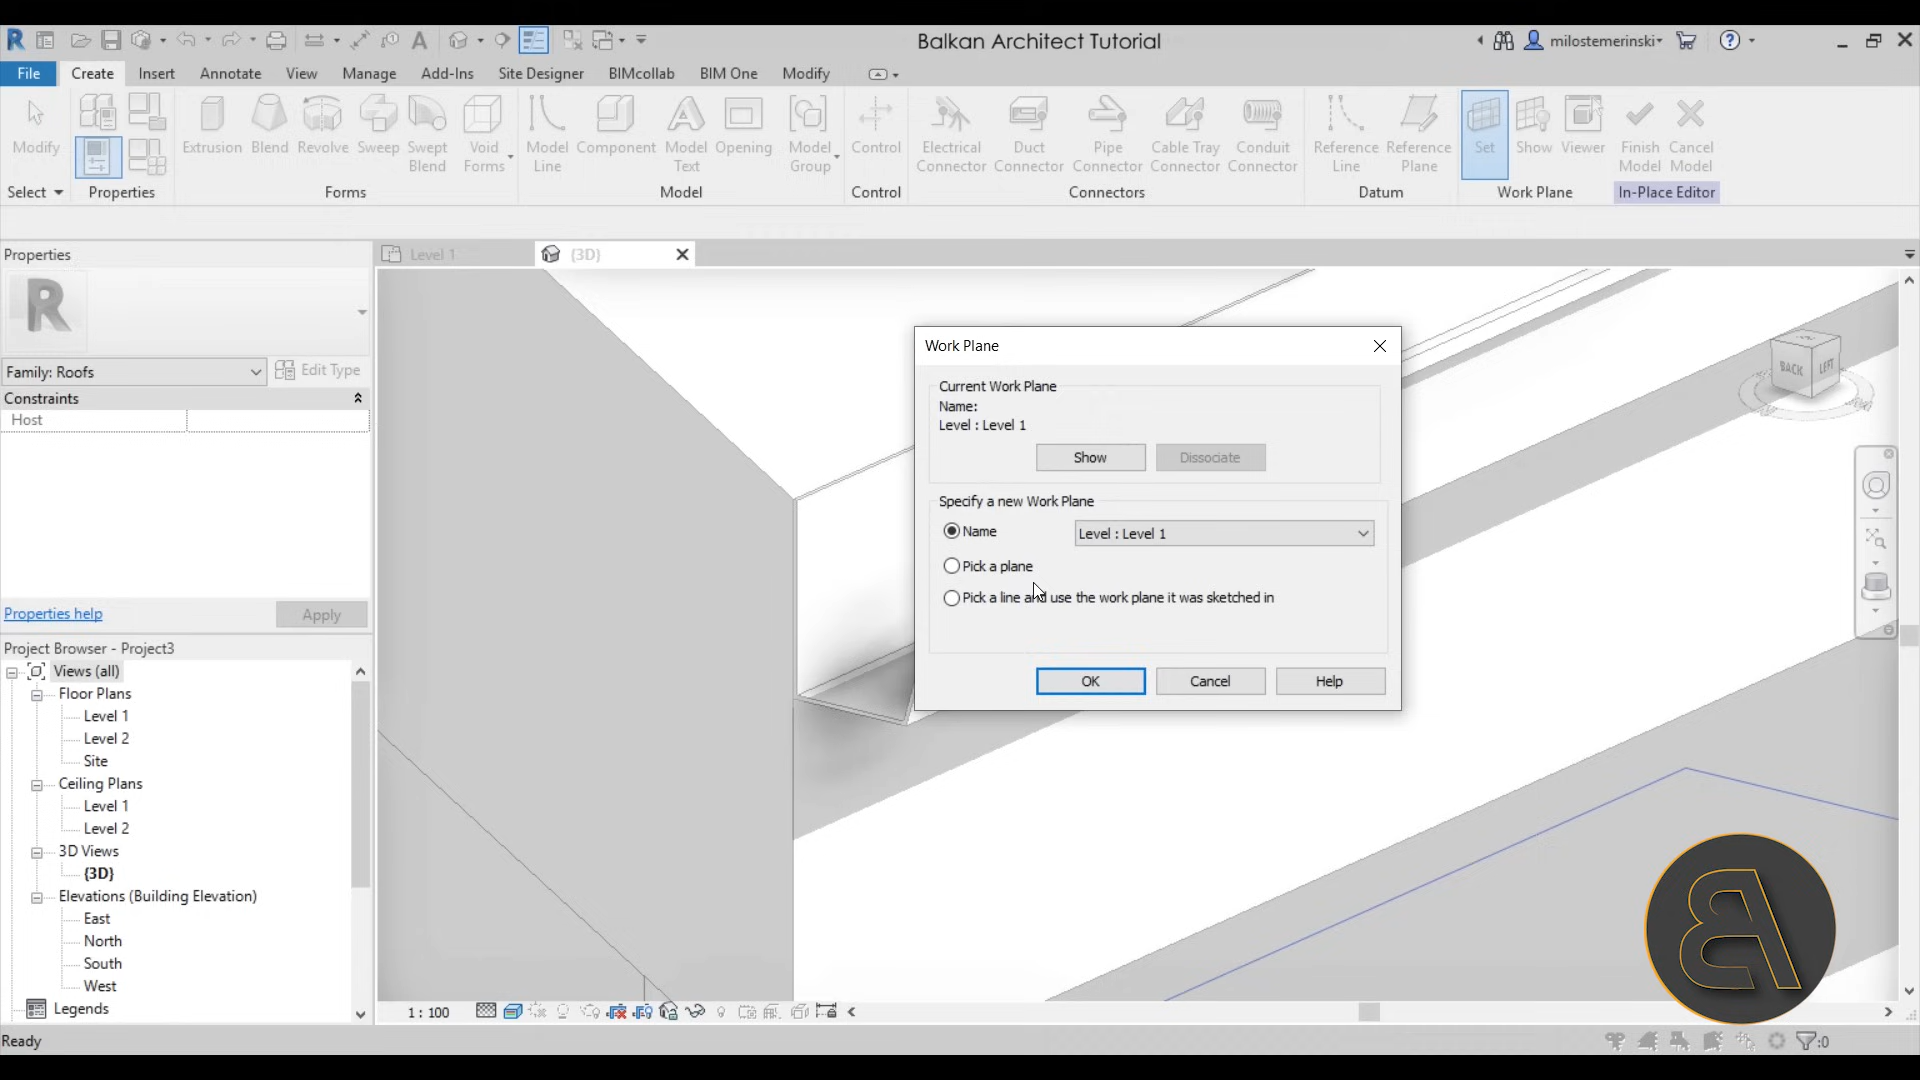 Balkan Architect Tutorial
milostemerinski
File Create Insert Annotate View Manage Add-Ins Site Designer BIMcollab BIM One Modify
Modify
Extrusion Blend Revolve Sweep Swept Blend Void Forms
Model Line Component Model Text Opening Model Group
Control
Electrical Connector Duct Connector Pipe Connector Cable Tray Connector Conduit Connector
Reference Line Reference Plane
Set Show Viewer
Finish Model Cancel Model
Select Properties Forms Model Control Connectors Datum Work Plane In-Place Editor
Properties
Level 1
{3D}
R
Family: Roofs
Edit Type
Constraints
Host
Properties help
Apply
Project Browser - Project3
Views (all)
Floor Plans
Level 1
Level 2
Site
Ceiling Plans
Level 1
Level 2
3D Views
{3D}
Elevations (Building Elevation)
East
North
South
West
Legends
Work Plane
Current Work Plane
Name:
Level : Level 1
Show
Dissociate
Specify a new Work Plane
Name
Level : Level 1
Pick a plane
Pick a line and use the work plane it was sketched in
OK
Cancel
Help
BACK
LEFT
1 : 100
Ready
:0